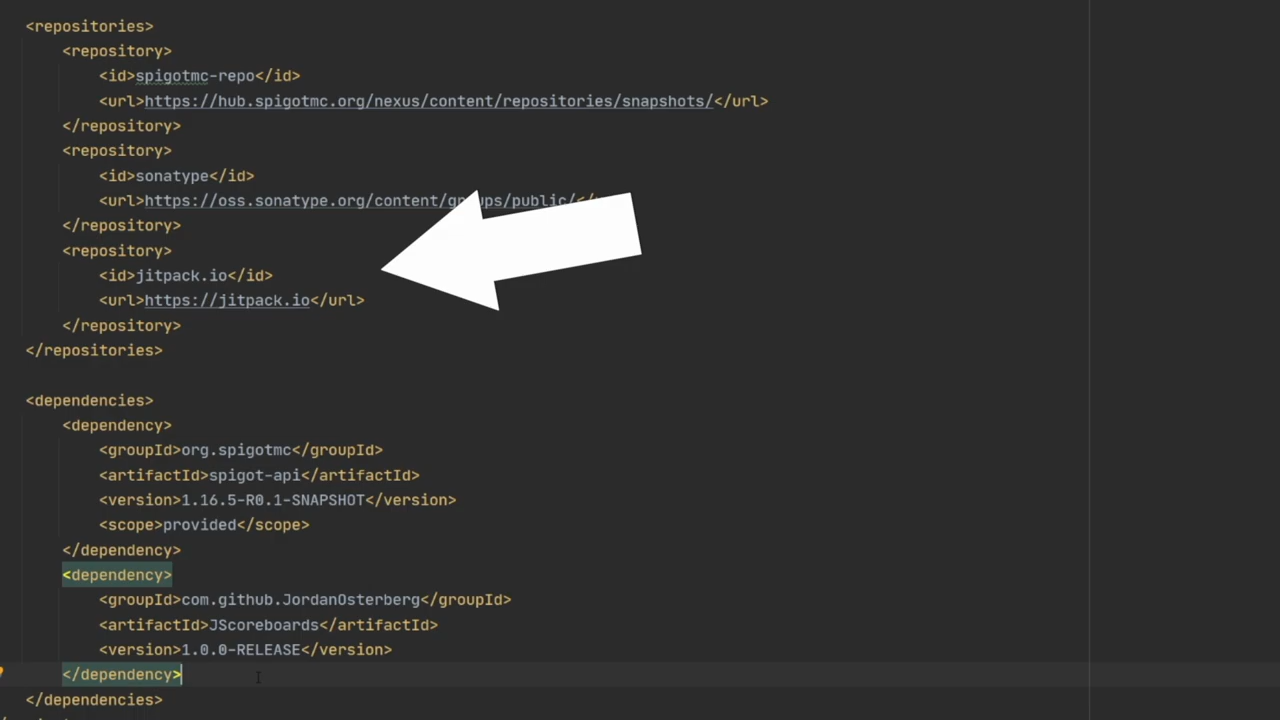 <repositories>
<repository>
<id>spigotmc-repo</id>
<url>https://hub.spigotmc.org/nexus/content/repositories/snapshots/</url>
</repository>
<repository>
<id>sonatype</id>
<url>https://oss.sonatype.org/content/groups/public/</
</repository>
<repository>
<id>jitpack.io</id>
<url>https://jitpack.io</url>
</repository>
</repositories>
<dependencies>
<dependency>
<groupId>org.spigotmc</groupId>
<artifactId>spigot-api</artifactId>
<version>1.16.5-R0.1-SNAPSHOT</version>
<scope>provided</scope>
</dependency>
<dependency>
<groupId>com.github.JordanOsterberg</groupId>
<artifactId>JScoreboards</artifactId>
<version>1.0.0-RELEASE</version>
</dependency>
</dependencies>